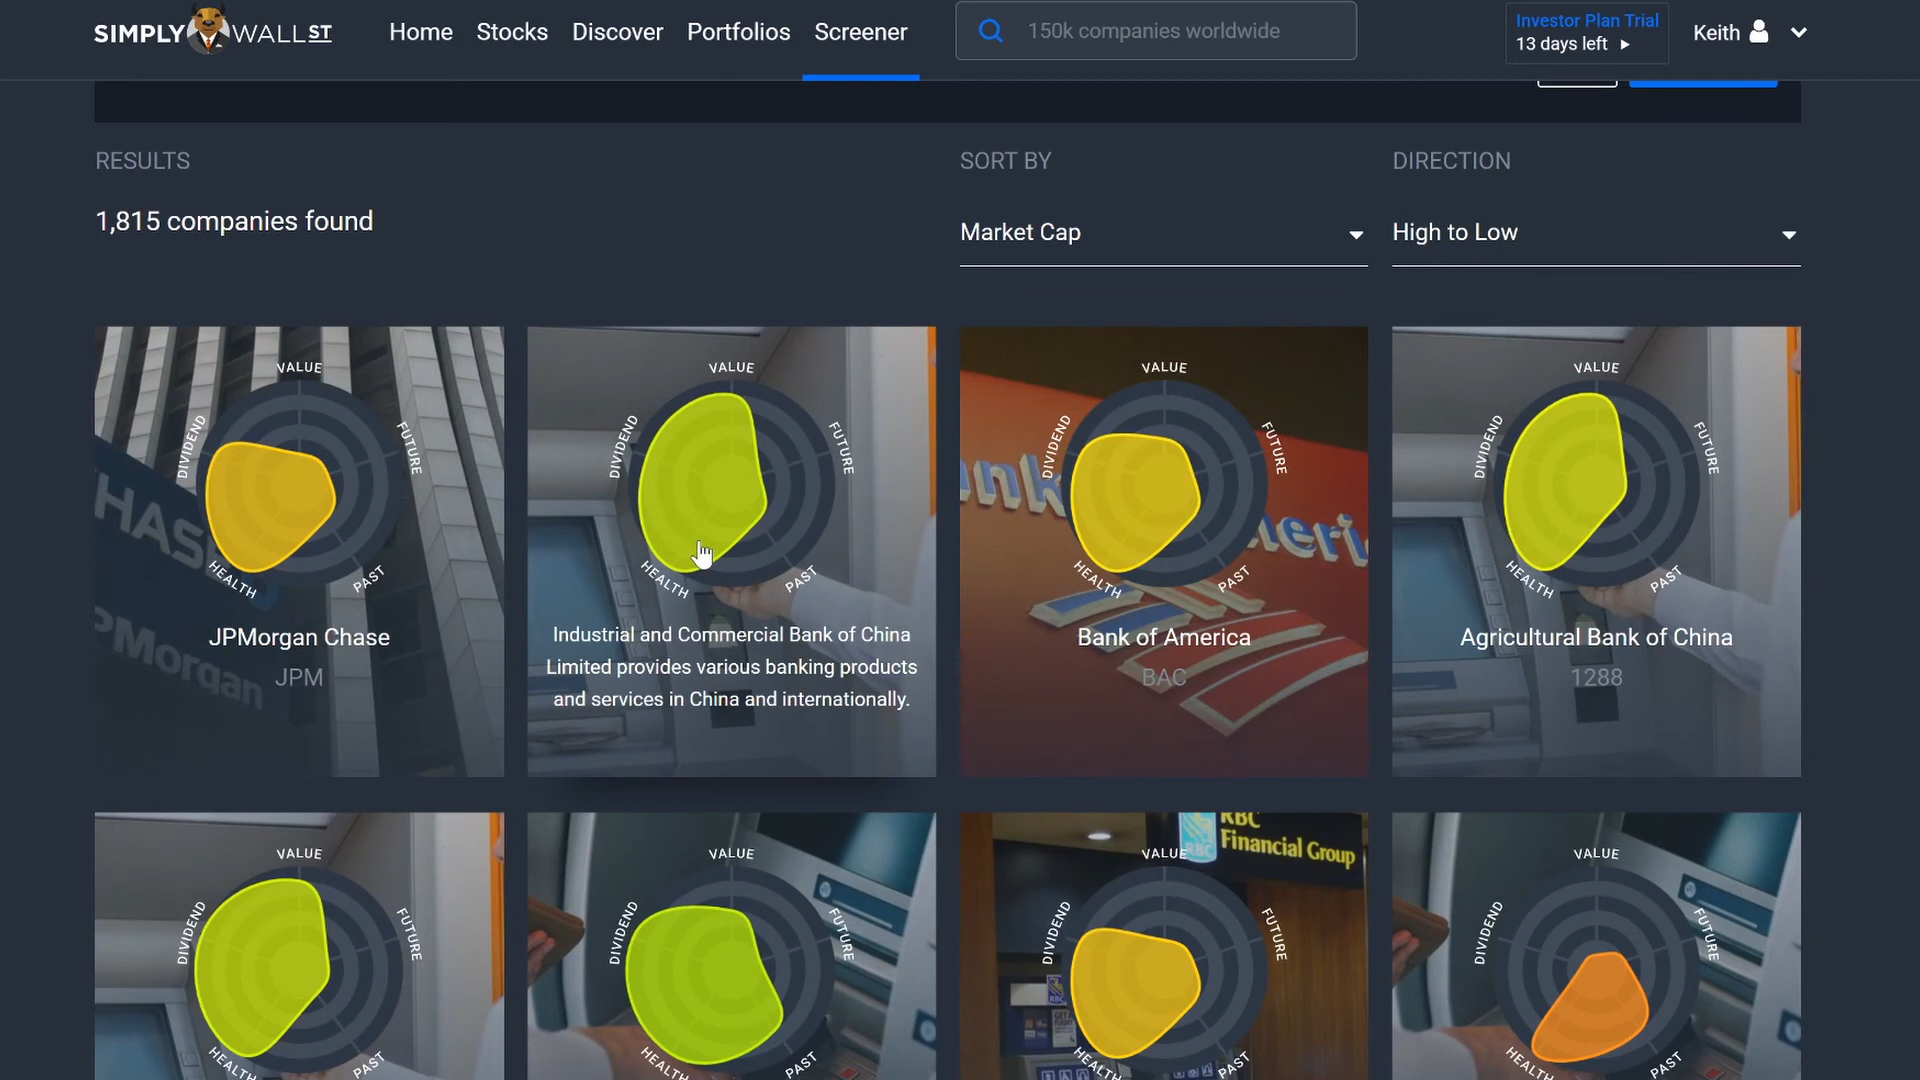 SIMPLY WALLST
Home
Stocks
Discover
Portfolios
Screener
150k companies worldwide
Investor Plan Trial
13 days left
Keith
RESULTS
SORT BY
DIRECTION
1,815 companies found
Market Cap
High to Low
VALUE
FUTURE
PAST
HEALTH
DIVIDEND
JPMorgan Chase
JPM
VALUE
FUTURE
PAST
HEALTH
DIVIDEND
Industrial and Commercial Bank of China
Limited provides various banking products
and services in China and internationally.
VALUE
FUTURE
PAST
HEALTH
DIVIDEND
Bank of America
BAC
VALUE
FUTURE
PAST
HEALTH
DIVIDEND
Agricultural Bank of China
1288
VALUE
FUTURE
PAST
HEALTH
DIVIDEND
VALUE
FUTURE
PAST
HEALTH
DIVIDEND
RBC
Financial Group
VALUE
FUTURE
PAST
HEALTH
DIVIDEND
RBC
VALUE
FUTURE
PAST
HEALTH
DIVIDEND